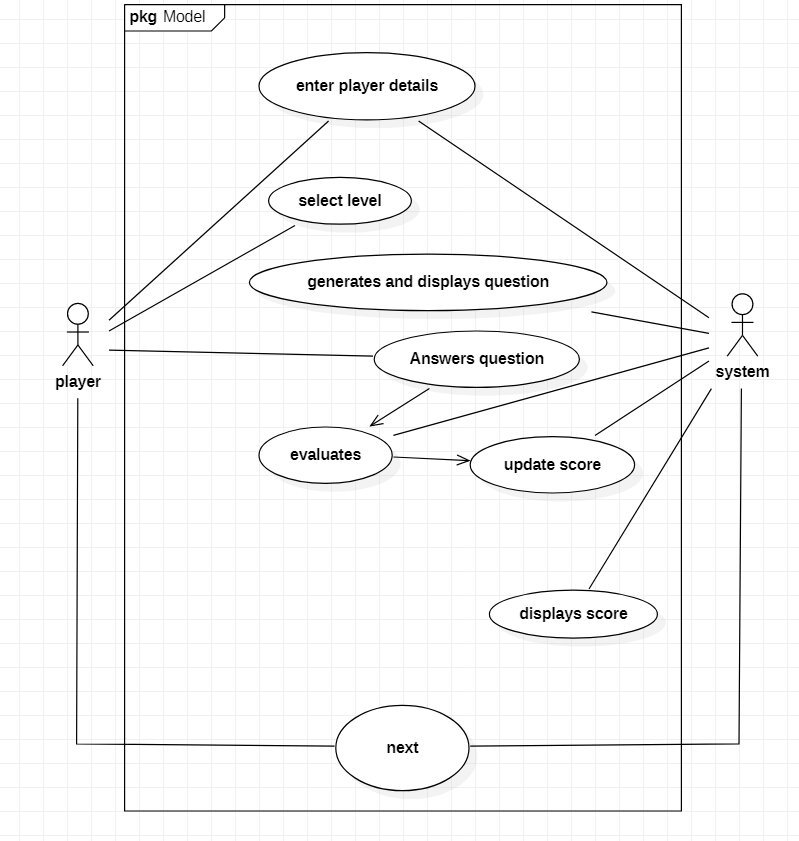 pkg Model
enter player details
select level
generates and displays question
Answers question
player
system
evaluates
update score
displays score
next